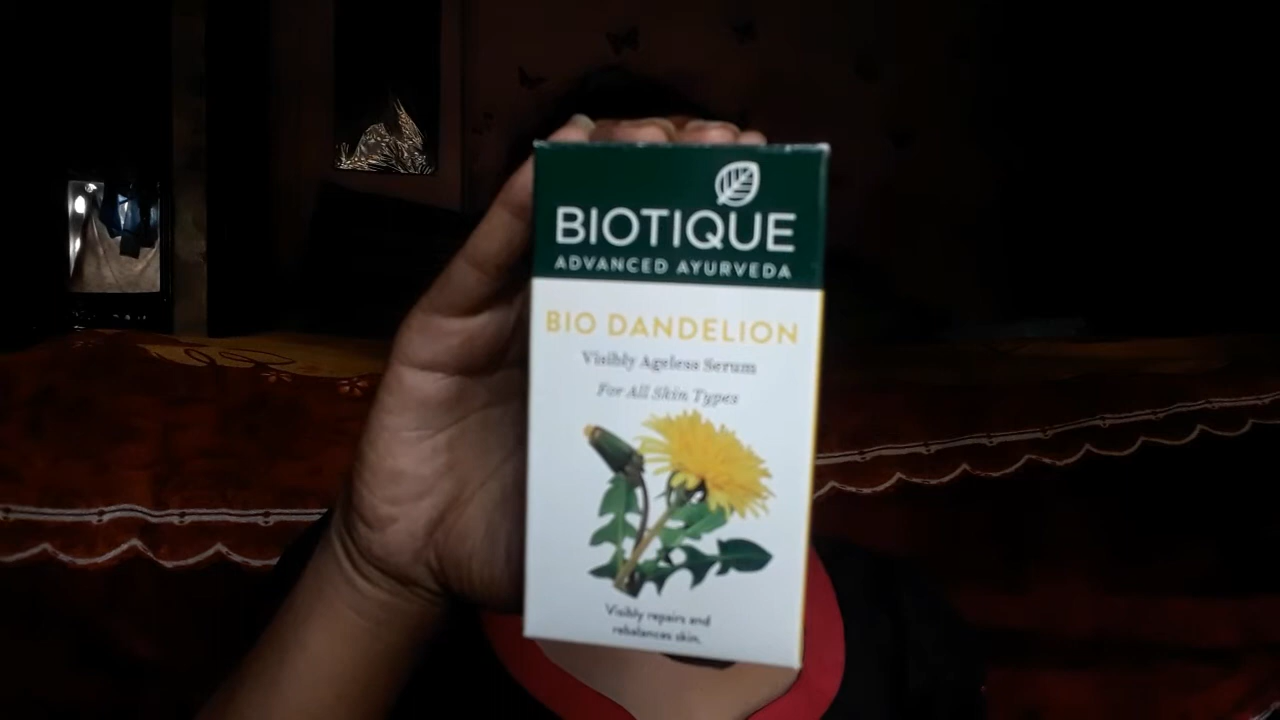 BIOTIQUE
ADVANCED AYURVEDA
BIO DANDELION
Visibly Ageless Serum
For All Skin Types
Visibly repairs and
rebalances skin.